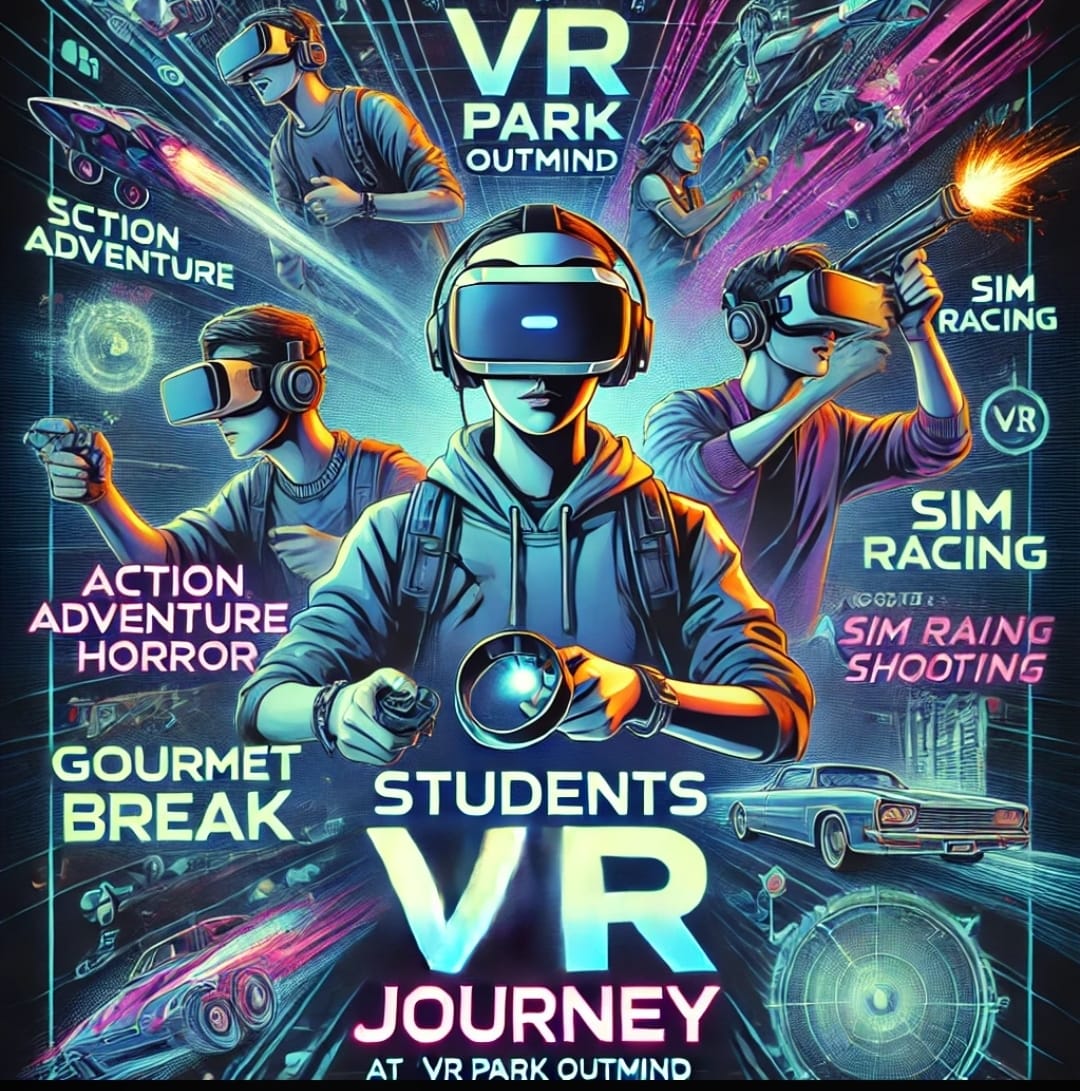 VR
PARK
OUTMIND
SCTION
ADVENTURE
SIM
RACING
VR
SIM
RACING
ACTION
ADVENTURE
HORROR
SIM RAING
SHOOTING
GOURMET
BREAK
STUDENTS
VR
JOURNEY
AT VR PARK OUTMIND